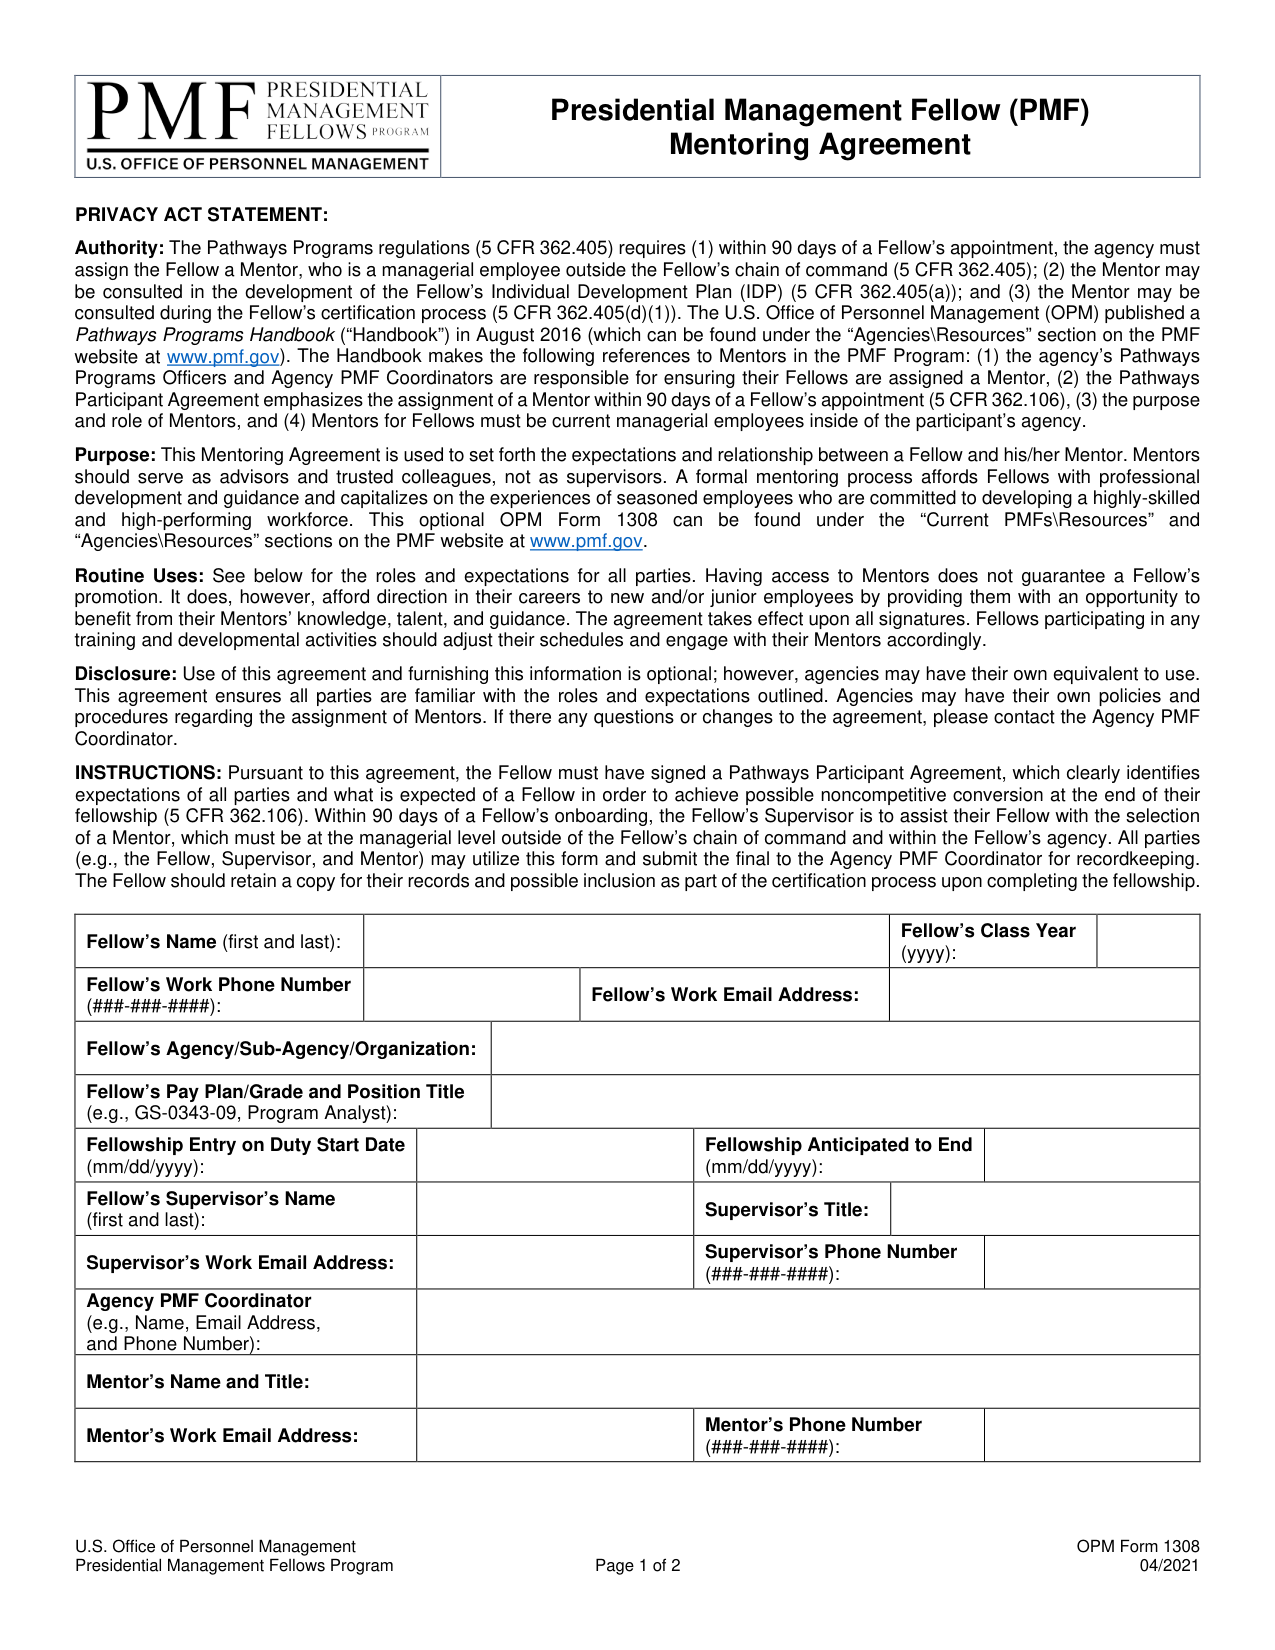 PMF PRESIDENTIAL
MANAGEMENT
FELLOWS PROGRAM
U.S. OFFICE OF PERSONNEL MANAGEMENT
Presidential Management Fellow (PMF)
Mentoring Agreement
PRIVACY ACT STATEMENT:
Authority: The Pathways Programs regulations (5 CFR 362.405) requires (1) within 90 days of a Fellow’s appointment, the agency must
assign the Fellow a Mentor, who is a managerial employee outside the Fellow’s chain of command (5 CFR 362.405); (2) the Mentor may
be consulted in the development of the Fellow’s Individual Development Plan (IDP) (5 CFR 362.405(a)); and (3) the Mentor may be
consulted during the Fellow’s certification process (5 CFR 362.405(d)(1)). The U.S. Office of Personnel Management (OPM) published a
Pathways Programs Handbook (“Handbook”) in August 2016 (which can be found under the “Agencies\Resources” section on the PMF
website at www.pmf.gov). The Handbook makes the following references to Mentors in the PMF Program: (1) the agency’s Pathways
Programs Officers and Agency PMF Coordinators are responsible for ensuring their Fellows are assigned a Mentor, (2) the Pathways
Participant Agreement emphasizes the assignment of a Mentor within 90 days of a Fellow’s appointment (5 CFR 362.106), (3) the purpose
and role of Mentors, and (4) Mentors for Fellows must be current managerial employees inside of the participant’s agency.
Purpose: This Mentoring Agreement is used to set forth the expectations and relationship between a Fellow and his/her Mentor. Mentors
should serve as advisors and trusted colleagues, not as supervisors. A formal mentoring process affords Fellows with professional
development and guidance and capitalizes on the experiences of seasoned employees who are committed to developing a highly-skilled
and high-performing workforce. This optional OPM Form 1308 can be found under the “Current PMFs\Resources” and
“Agencies\Resources” sections on the PMF website at www.pmf.gov.
Routine Uses: See below for the roles and expectations for all parties. Having access to Mentors does not guarantee a Fellow’s
promotion. It does, however, afford direction in their careers to new and/or junior employees by providing them with an opportunity to
benefit from their Mentors’ knowledge, talent, and guidance. The agreement takes effect upon all signatures. Fellows participating in any
training and developmental activities should adjust their schedules and engage with their Mentors accordingly.
Disclosure: Use of this agreement and furnishing this information is optional; however, agencies may have their own equivalent to use.
This agreement ensures all parties are familiar with the roles and expectations outlined. Agencies may have their own policies and
procedures regarding the assignment of Mentors. If there any questions or changes to the agreement, please contact the Agency PMF
Coordinator.
INSTRUCTIONS: Pursuant to this agreement, the Fellow must have signed a Pathways Participant Agreement, which clearly identifies
expectations of all parties and what is expected of a Fellow in order to achieve possible noncompetitive conversion at the end of their
fellowship (5 CFR 362.106). Within 90 days of a Fellow’s onboarding, the Fellow’s Supervisor is to assist their Fellow with the selection
of a Mentor, which must be at the managerial level outside of the Fellow’s chain of command and within the Fellow’s agency. All parties
(e.g., the Fellow, Supervisor, and Mentor) may utilize this form and submit the final to the Agency PMF Coordinator for recordkeeping.
The Fellow should retain a copy for their records and possible inclusion as part of the certification process upon completing the fellowship.
Fellow’s Name (first and last):
Fellow’s Class Year
(yyyy):
Fellow’s Work Phone Number
(###-###-####):
Fellow’s Work Email Address:
Fellow’s Agency/Sub-Agency/Organization:
Fellow’s Pay Plan/Grade and Position Title
(e.g., GS-0343-09, Program Analyst):
Fellowship Entry on Duty Start Date
(mm/dd/yyyy):
Fellowship Anticipated to End
(mm/dd/yyyy):
Fellow’s Supervisor’s Name
(first and last):
Supervisor’s Title:
Supervisor’s Work Email Address:
Supervisor’s Phone Number
(###-###-####):
Agency PMF Coordinator
(e.g., Name, Email Address,
and Phone Number):
Mentor’s Name and Title:
Mentor’s Work Email Address:
Mentor’s Phone Number
(###-###-####):
U.S. Office of Personnel Management
Presidential Management Fellows Program
Page 1 of 2
OPM Form 1308
04/2021